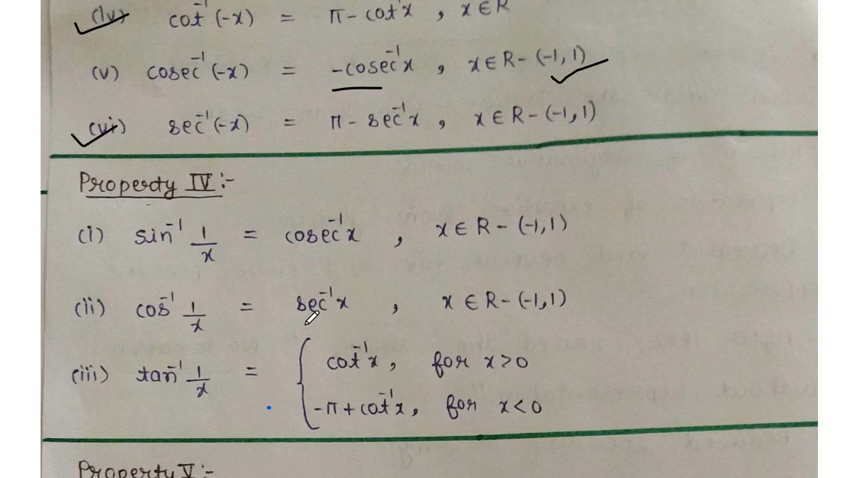 (iv) cot⁻¹(-x) = π - cot⁻¹x , x ∈ R
(v) cosec⁻¹(-x) = -cosec⁻¹x , x ∈ R - (-1,1)
(vi) sec⁻¹(-x) = π - sec⁻¹x , x ∈ R - (-1,1)
Property IV :-
(i) sin⁻¹ 1/x = cosec⁻¹x , x ∈ R - (-1,1)
(ii) cos⁻¹ 1/x = sec⁻¹x , x ∈ R - (-1,1)
(iii) tan⁻¹ 1/x = { cot⁻¹x , for x>0
-π + cot⁻¹x , for x<0
Property V :-